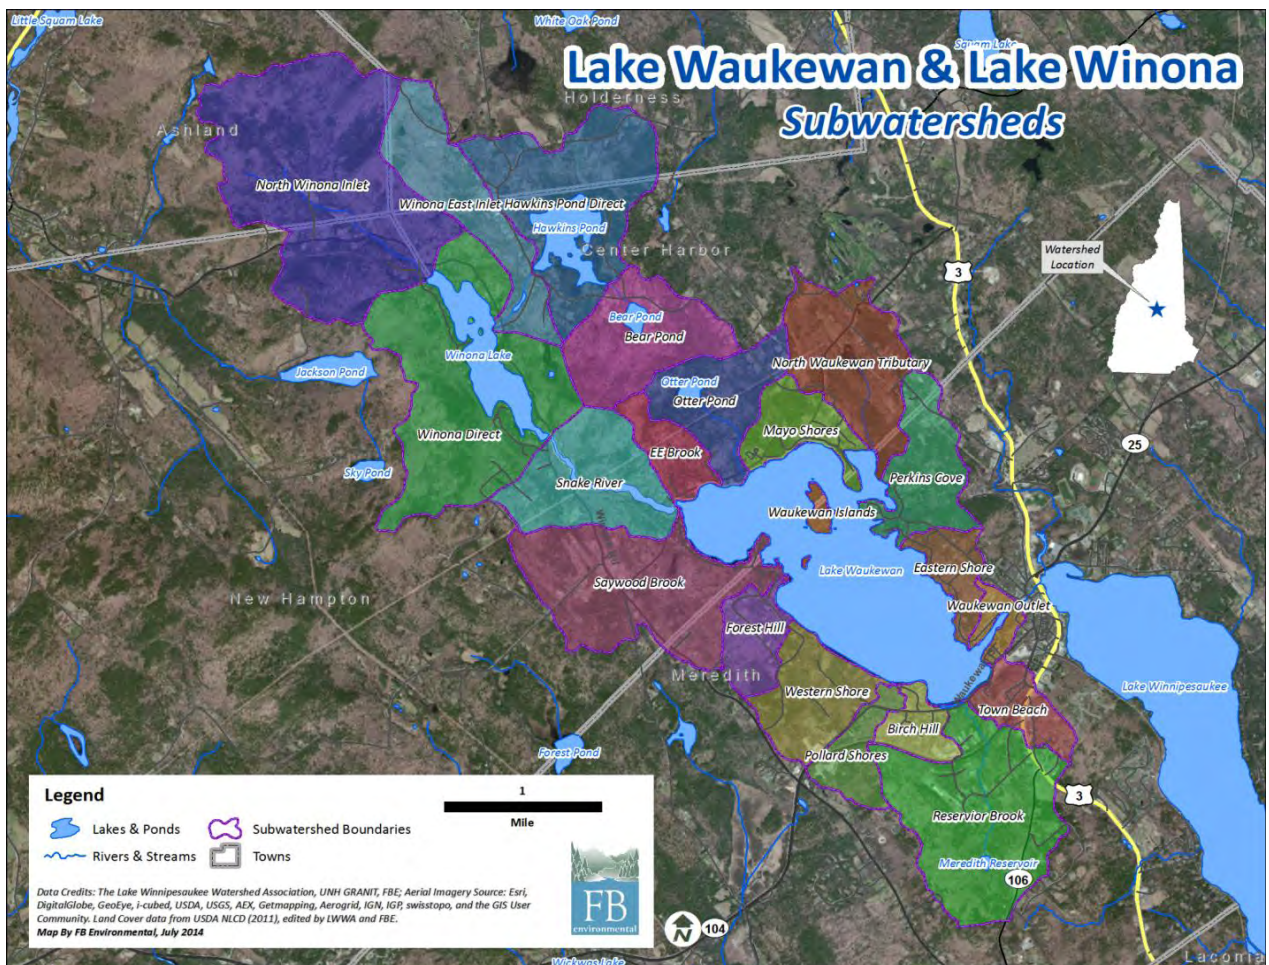 Little Squam Lake
White Oak Pond
Squam Lake
Lake Waukewan & Lake Winona
Subwatersheds
Holderness
Ashland
North Winona Inlet
Winona East Inlet
Hawkins Pond Direct
Hawkins Pond
Center Harbor
Watershed
Location
3
Bear Pond
Bear Pond
Winona Lake
North Waukewan Tributary
Jackson Pond
Otter Pond
Otter Pond
Winona Direct
Mayo Shores
25
EE Brook
Sky Pond
Snake River
Perkins Cove
Waukewan Islands
Eastern Shore
Lake Waukewan
Saywood Brook
New Hampton
Waukewan Outlet
Forest Hill
Meredith
Waukewan
Lake Winnipesaukee
Western Shore
Town Beach
Birch Hill
Forest Pond
Pollard Shores
3
Reservior Brook
Meredith Reservoir
106
104
N
Wickwas Lake
Laconia
Legend
Lakes & Ponds
Subwatershed Boundaries
Rivers & Streams
Towns
1
Mile
Data Credits: The Lake Winnipesaukee Watershed Association, UNH GRANIT, FBE; Aerial Imagery Source: Esri,
DigitalGlobe, GeoEye, i-cubed, USDA, USGS, AEX, Getmapping, Aerogrid, IGN, IGP, swisstopo, and the GIS User
Community. Land Cover data from USDA NLCD (2011), edited by LWWA and FBE.
Map By FB Environmental, July 2014
FB
environmental